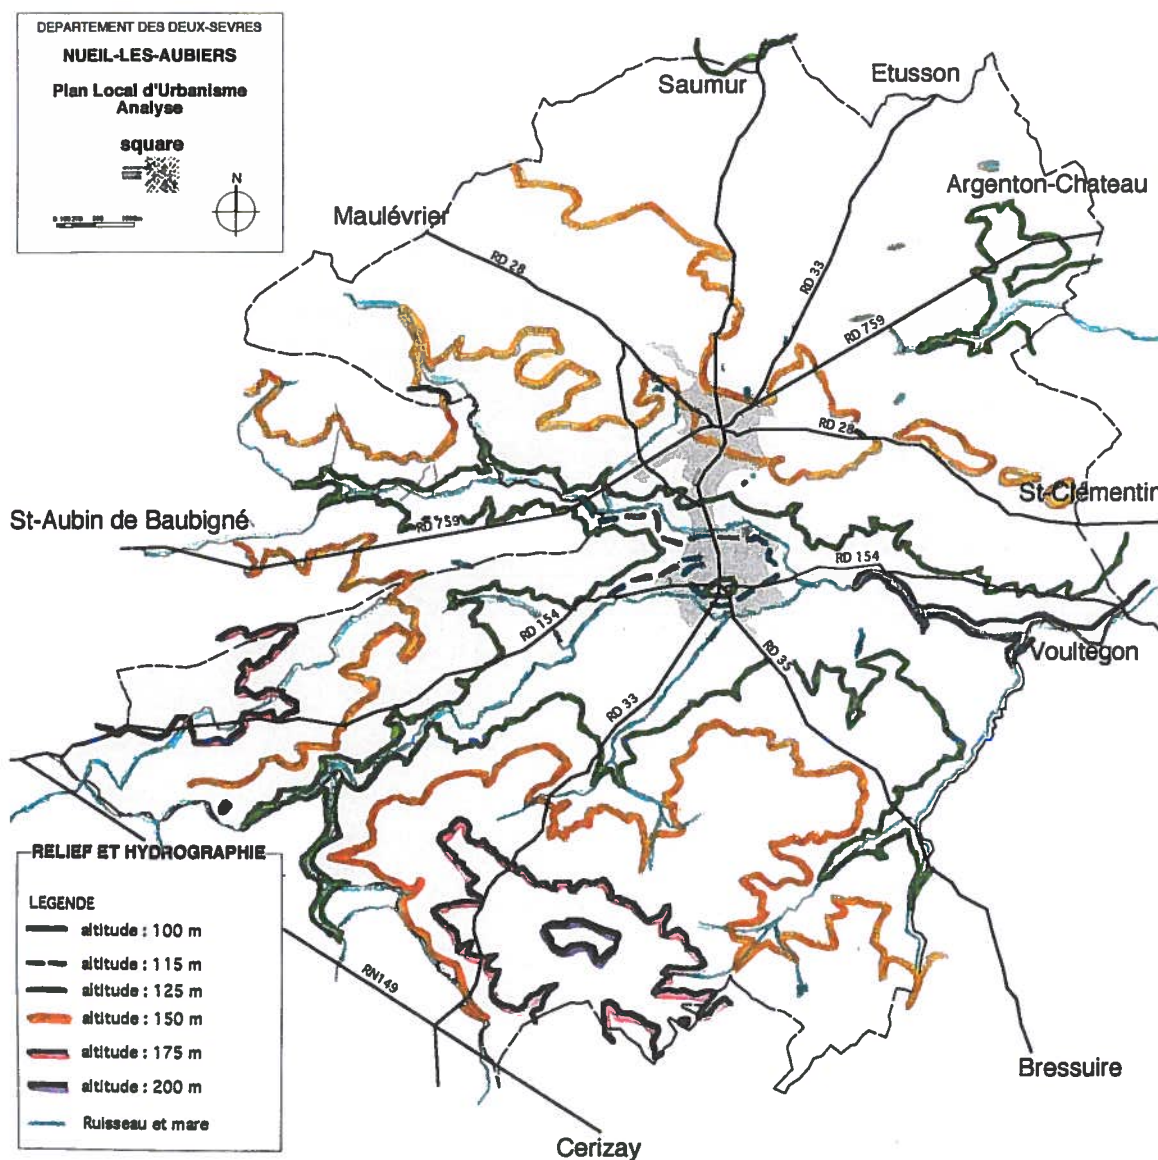 DEPARTEMENT DES DEUX-SEVRES
NUEIL-LES-AUBIERS
Plan Local d'Urbanisme
Analyse
square
N
Saumur
Etusson
Argenton-Chateau
Maulévrier
RD 28
RD 33
RD 759
RD 28
St-Clémentin
St-Aubin de Baubigné
RD 759
RD 154
RD 154
Voultegon
RD 35
RD 33
RELIEF ET HYDROGRAPHIE
LEGENDE
altitude : 100 m
altitude : 115 m
altitude : 125 m
altitude : 150 m
altitude : 175 m
altitude : 200 m
Ruisseau et mare
RN149
Bressuire
Cerizay